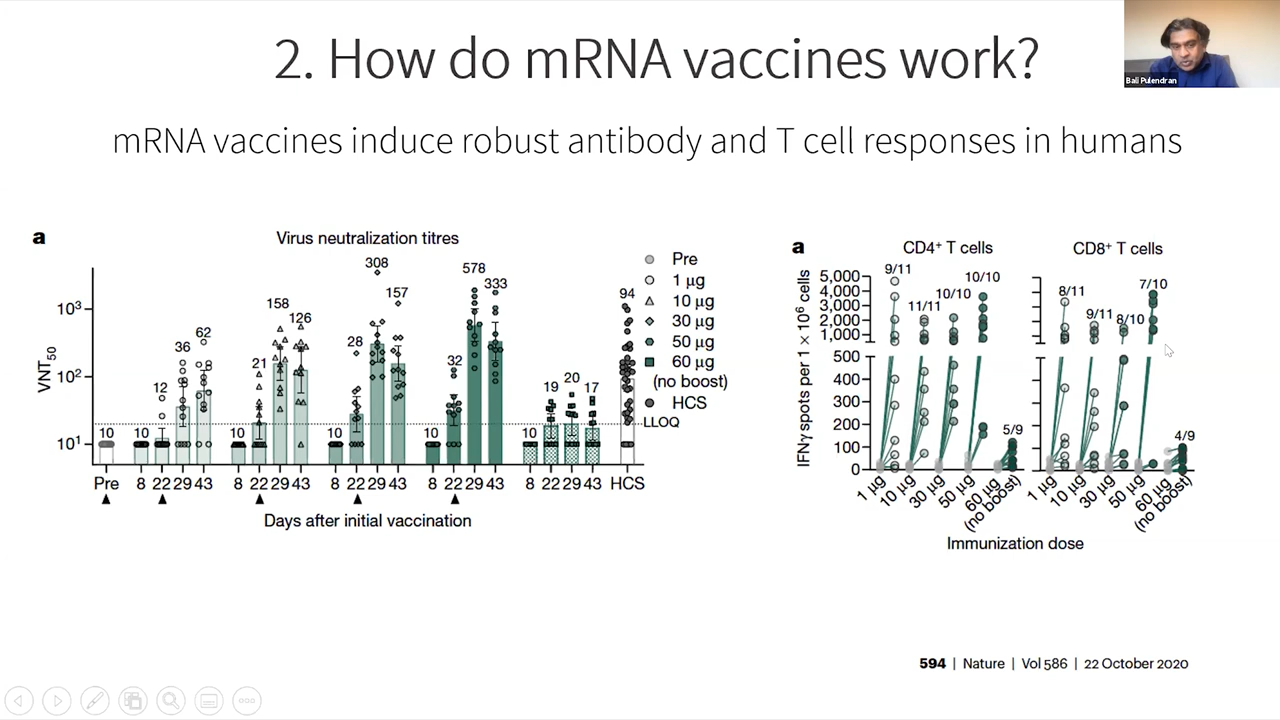 2. How do mRNA vaccines work?
Bali Pulendran
mRNA vaccines induce robust antibody and T cell responses in humans
a
Virus neutralization titres
VNT50
10³
10²
10¹
10 10 12 36 62 10 21 158 126 10 28 308 157 10 32 578 333 10 19 20 17 94
LLOQ
Pre 8 22 29 43 8 22 29 43 8 22 29 43 8 22 29 43 8 22 29 43 HCS
Days after initial vaccination
Pre
1 μg
10 μg
30 μg
50 μg
60 μg
(no boost)
HCS
a
CD4⁺ T cells
CD8⁺ T cells
IFNγ spots per 1 × 10⁶ cells
5,000
4,000
3,000
2,000
1,000
500
400
300
200
100
0
9/11 11/11 10/10 10/10 5/9
8/11 9/11 8/10 7/10 4/9
1 μg 10 μg 30 μg 50 μg 60 μg (no boost)
1 μg 10 μg 30 μg 50 μg 60 μg (no boost)
Immunization dose
594 | Nature | Vol 586 | 22 October 2020